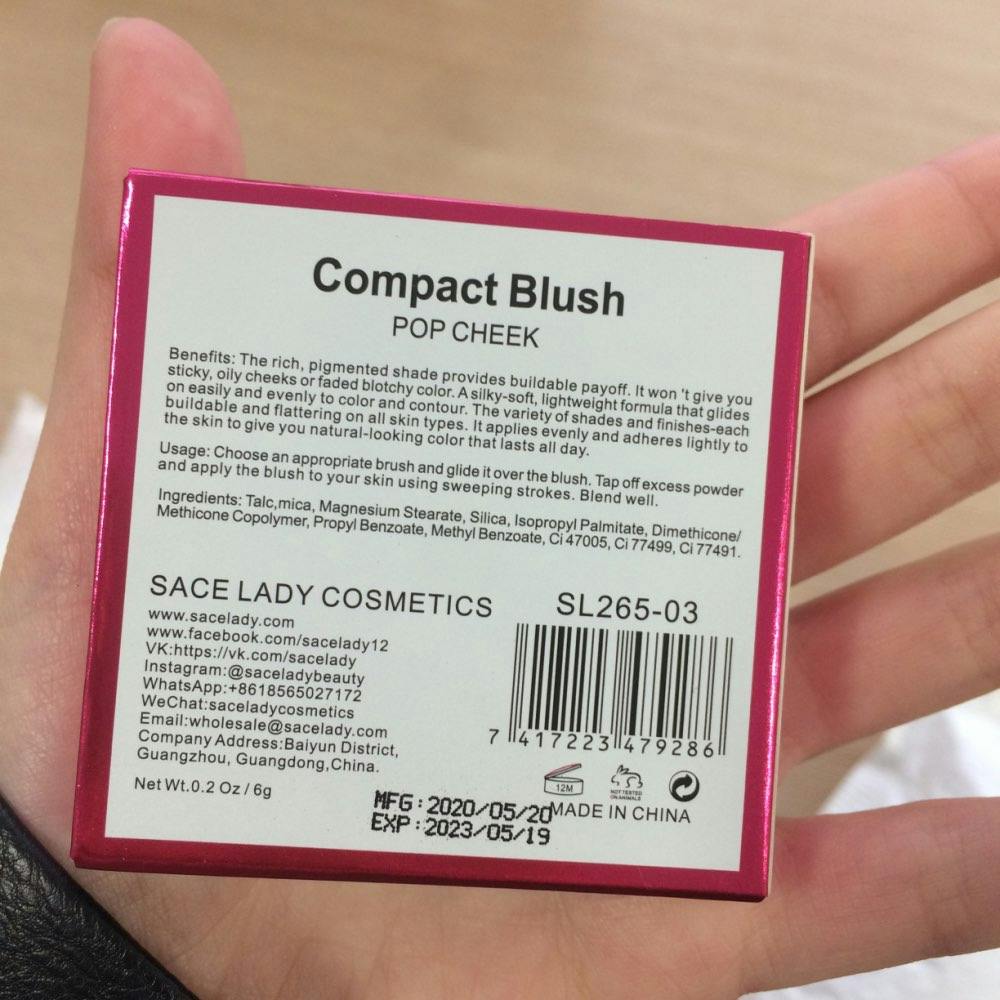 Compact Blush
POP CHEEK
Benefits: The rich, pigmented shade provides buildable payoff. It won 't give you
sticky, oily cheeks or faded blotchy color. A silky-soft, lightweight formula that glides
on easily and evenly to color and contour. The variety of shades and finishes-each
buildable and flattering on all skin types. It applies evenly and adheres lightly to
the skin to give you natural-looking color that lasts all day.
Usage: Choose an appropriate brush and glide it over the blush. Tap off excess powder
and apply the blush to your skin using sweeping strokes. Blend well.
Ingredients: Talc,mica, Magnesium Stearate, Silica, Isopropyl Palmitate, Dimethicone/
Methicone Copolymer, Propyl Benzoate, Methyl Benzoate, Ci 47005, Ci 77499, Ci 77491.
SACE LADY COSMETICS
www.sacelady.com
www.facebook.com/sacelady12
VK:https://vk.com/sacelady
Instagram:@saceladybeauty
WhatsApp:+8618565027172
WeChat:saceladycosmetics
Email:wholesale@sacelady.com
Company Address:Baiyun District,
Guangzhou, Guangdong,China.
Net Wt.0.2 Oz / 6g
SL265-03
7 417223 479286
12M
NOT TESTED
ON ANIMALS
MADE IN CHINA
MFG:2020/05/20
EXP:2023/05/19